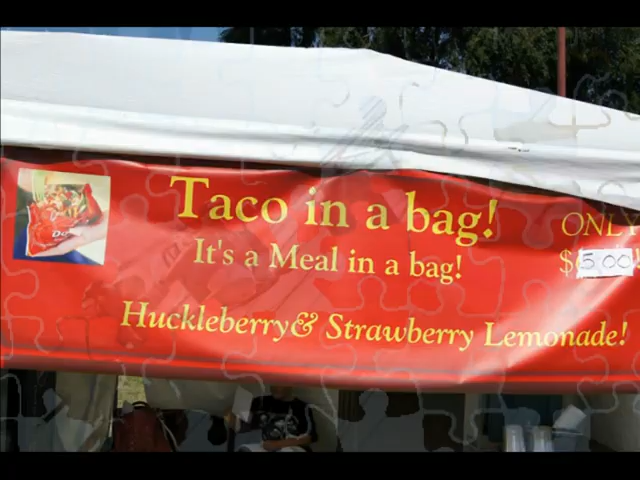 Taco in a bag!
It's a Meal in a bag!
Huckleberry & Strawberry Lemonade!
ONLY
$5.00